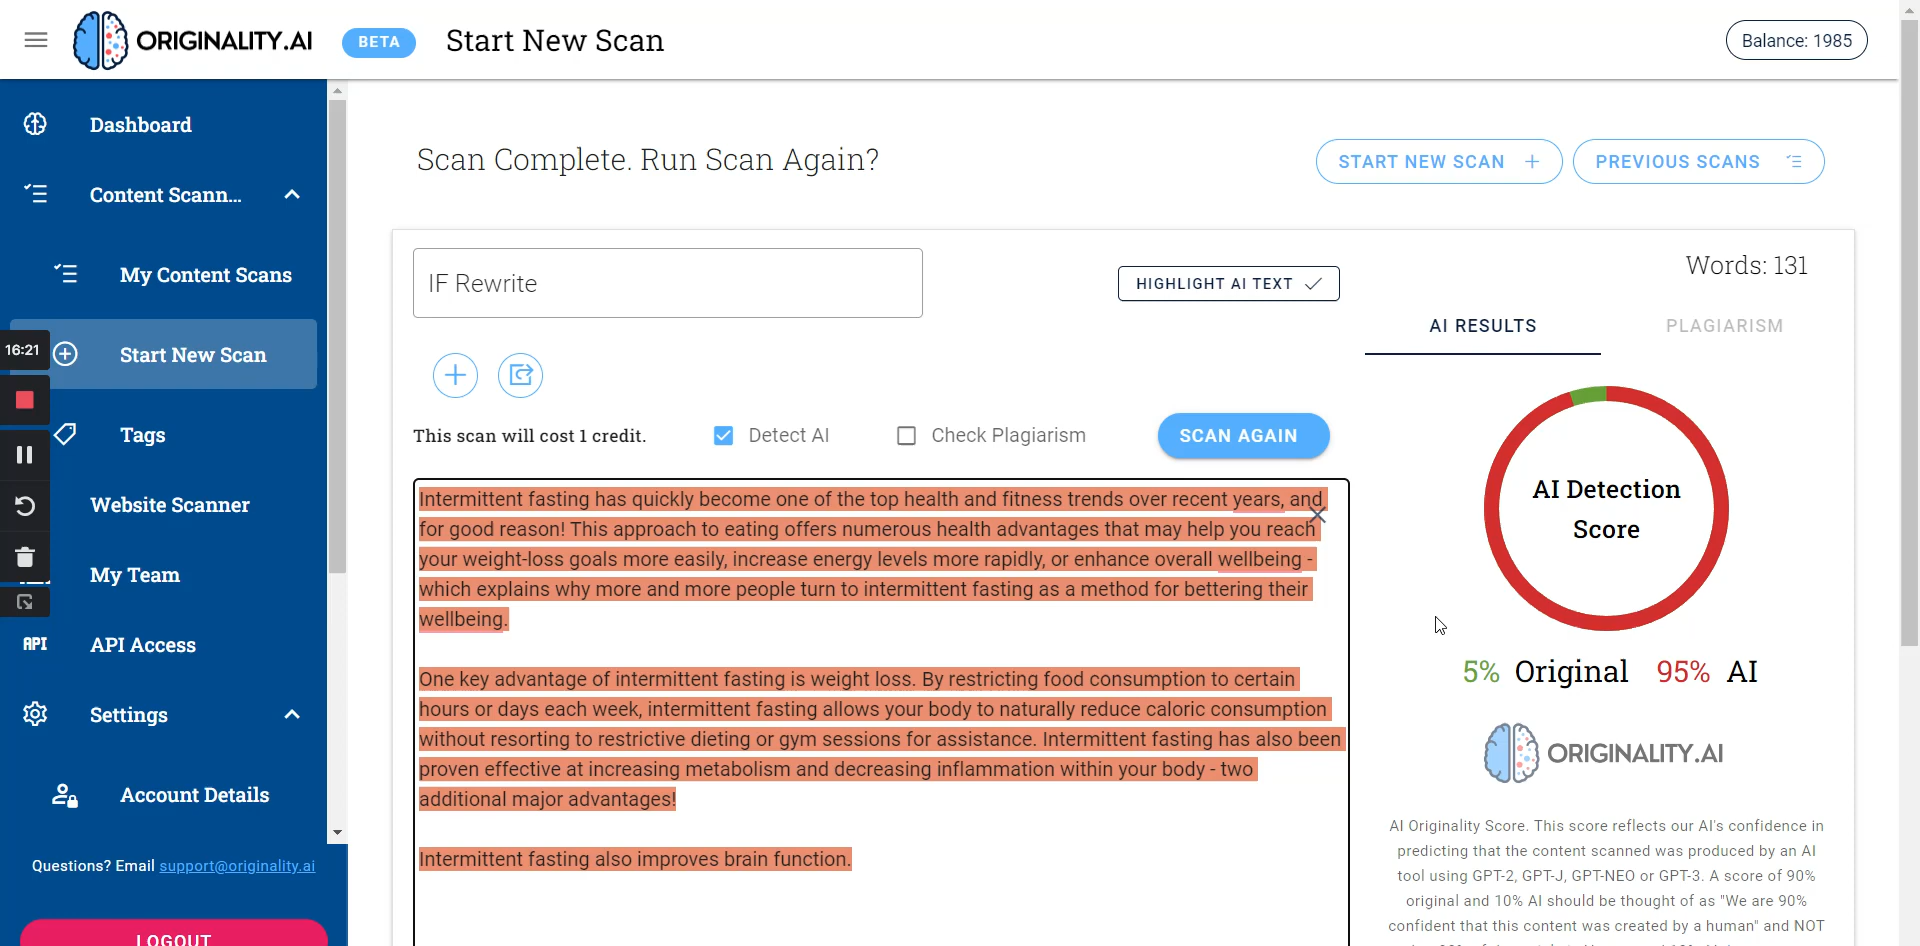 ORIGINALITY.AI
BETA
Start New Scan
Balance: 1985
Dashboard
Content Scann...
My Content Scans
16:21
Start New Scan
Tags
Website Scanner
My Team
API
API Access
Settings
Account Details
Questions? Email support@originality.ai
LOGOUT
Scan Complete. Run Scan Again?
START NEW SCAN
PREVIOUS SCANS
IF Rewrite
HIGHLIGHT AI TEXT
This scan will cost 1 credit.
Detect AI
Check Plagiarism
SCAN AGAIN
Intermittent fasting has quickly become one of the top health and fitness trends over recent years, and
for good reason! This approach to eating offers numerous health advantages that may help you reach
your weight-loss goals more easily, increase energy levels more rapidly, or enhance overall wellbeing -
which explains why more and more people turn to intermittent fasting as a method for bettering their
wellbeing.
One key advantage of intermittent fasting is weight loss. By restricting food consumption to certain
hours or days each week, intermittent fasting allows your body to naturally reduce caloric consumption
without resorting to restrictive dieting or gym sessions for assistance. Intermittent fasting has also been
proven effective at increasing metabolism and decreasing inflammation within your body - two
additional major advantages!
Intermittent fasting also improves brain function.
Words: 131
AI RESULTS
PLAGIARISM
AI Detection
Score
5% Original 95% AI
ORIGINALITY.AI
AI Originality Score. This score reflects our AI's confidence in
predicting that the content scanned was produced by an AI
tool using GPT-2, GPT-J, GPT-NEO or GPT-3. A score of 90%
original and 10% AI should be thought of as "We are 90%
confident that this content was created by a human" and NOT